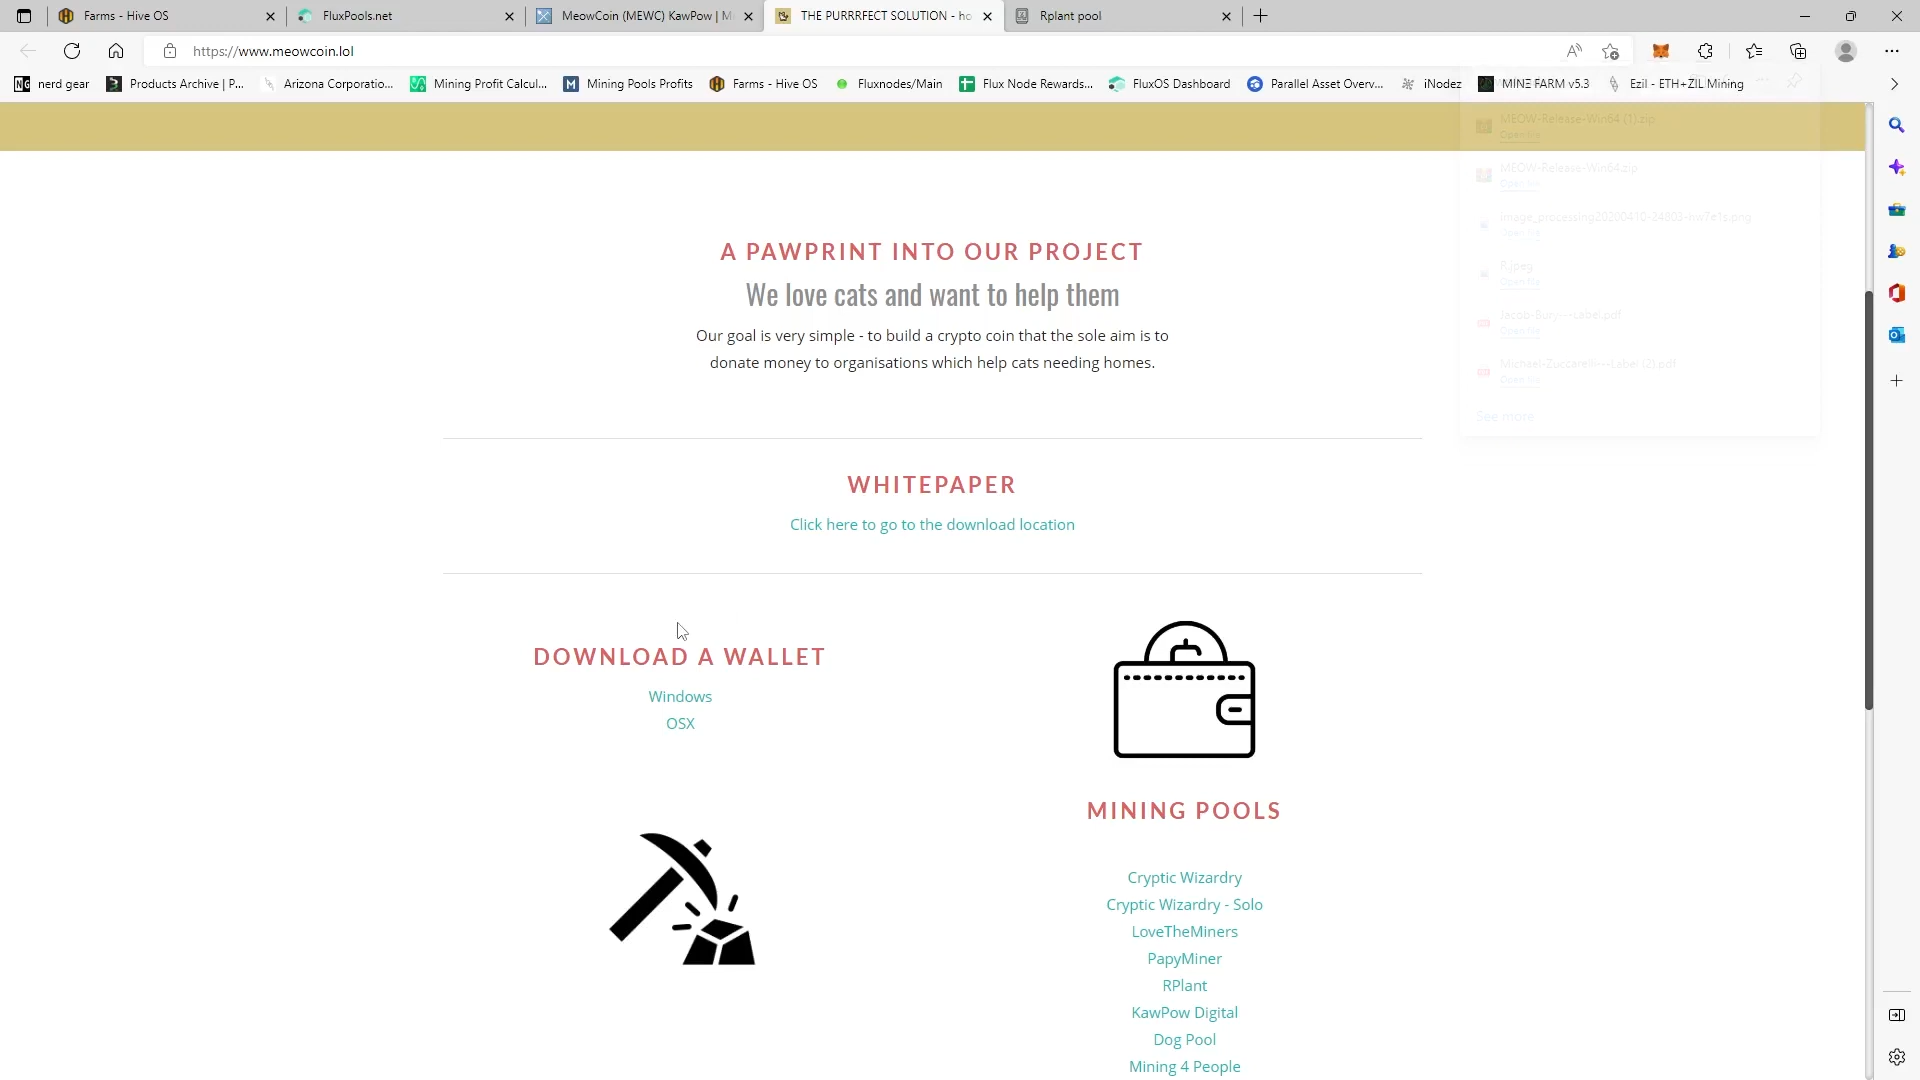 Farms - Hive OS
FluxPools.net
MeowCoin (MEWC) KawPow | M
THE PURRRFECT SOLUTION - ho
Rplant pool
https://www.meowcoin.lol
nerd gear
Products Archive | P...
Arizona Corporatio...
Mining Profit Calcul...
Mining Pools Profits
Farms - Hive OS
Fluxnodes/Main
Flux Node Rewards...
FluxOS Dashboard
Parallel Asset Overv...
iNodez
MINE FARM v5.3
Ezil - ETH+ZIL Mining
MEOW-Release-Win64 (1).zip
Open file
MEOW-Release-Win64.zip
Open file
Open file
R.jpeg
Open file
Jacob-Bury---Label.pdf
Open file
Michael-Zuccarelli---Label (2).pdf
Open file
See more
A PAWPRINT INTO OUR PROJECT
We love cats and want to help them
Our goal is very simple - to build a crypto coin that the sole aim is to
donate money to organisations which help cats needing homes.
WHITEPAPER
Click here to go to the download location
DOWNLOAD A WALLET
Windows
OSX
MINING POOLS
Cryptic Wizardry
Cryptic Wizardry - Solo
LoveTheMiners
PapyMiner
RPlant
KawPow Digital
Dog Pool
Mining 4 People